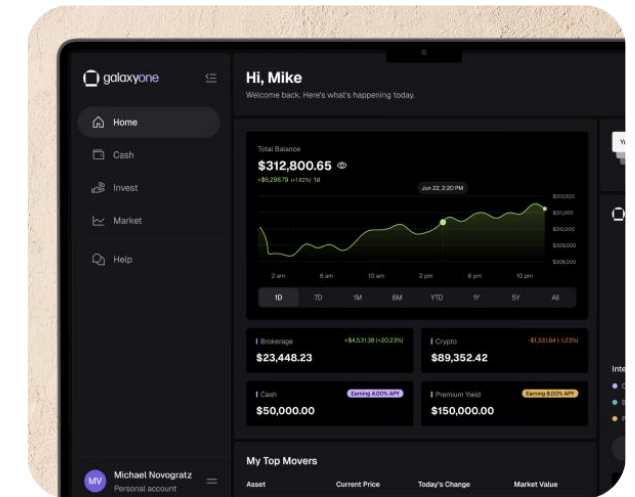 galaxyone
Home
Cash
Invest
Market
Help
Michael Novogratz
Personal account
MV
Hi, Mike
Welcome back. Here's what's happening today.
Total Balance
$312,800.65
1d
Jun 22, 2:20 PM
2 am 6 am 10 am 2 pm 6 pm 10 pm
1D 7D 1M 6M YTD 1Y 5Y All
Brokerage
+$4,531.38 (+20.23%)
$23,448.23
Crypto
-$1,331.94 (-1.23%)
$89,352.42
Cash
Earning 4.00% APY
$50,000.00
Premium Yield
Earning 8.00% APY
$150,000.00
My Top Movers
Asset Current Price Today's Change Market Value